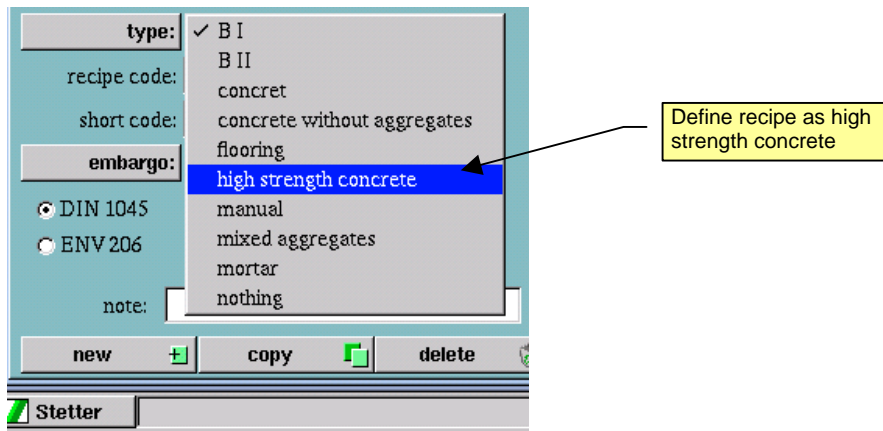 type:
✓ B I
B II
recipe code:
concret
short code:
concrete without aggregates
flooring
embargo:
high strength concrete
Define recipe as high
strength concrete
DIN 1045
manual
ENV 206
mixed aggregates
mortar
note:
nothing
new
copy
delete
Stetter